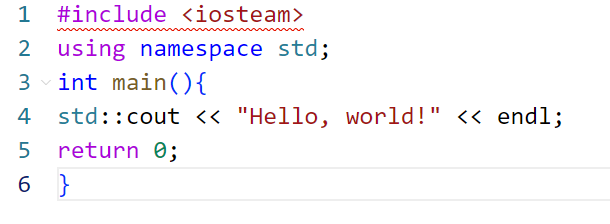 1 #include <iosteam>
2 using namespace std;
3 int main(){
4 std::cout << "Hello, world!" << endl;
5 return 0;
6 }